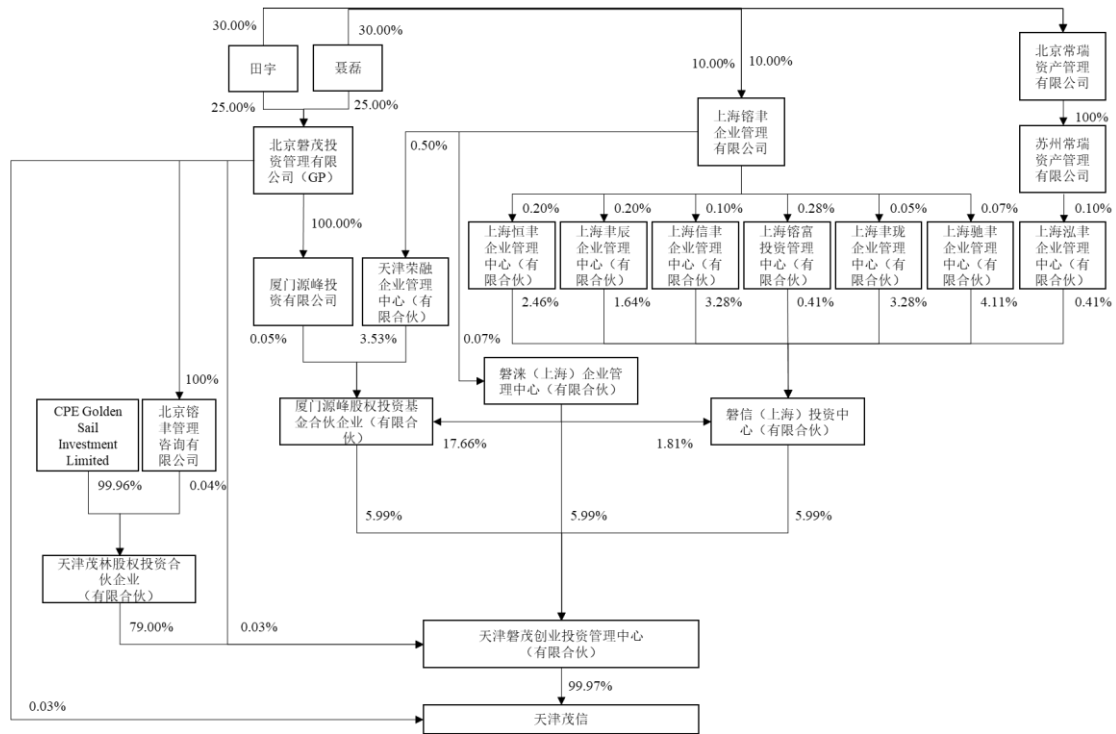 30.00%
30.00%
田宇
聂磊
10.00%
10.00%
北京常瑞
资产管理
有限公司
25.00%
25.00%
上海镕聿
企业管理
有限公司
100%
北京磐茂投
资管理有限
公司（GP）
0.50%
苏州常瑞
资产管理
有限公司
100.00%
0.20%
0.20%
0.10%
0.28%
0.05%
0.07%
0.10%
上海恒聿
企业管理
中心（有
限合伙）
上海聿辰
企业管理
中心（有
限合伙）
上海信聿
企业管理
中心（有
限合伙）
上海镕富
投资管理
中心（有
限合伙）
上海聿珑
企业管理
中心（有
限合伙）
上海驰聿
企业管理
中心（有
限合伙）
上海泓聿
企业管理
中心（有
限合伙）
厦门源峰投
资有限公司
天津荣融
企业管理
中心（有
限合伙）
2.46%
1.64%
3.28%
0.41%
3.28%
4.11%
0.41%
0.05%
3.53%
0.07%
磐涞（上海）企业管
理中心（有限合伙）
100%
CPE Golden
Sail
Investment
Limited
北京镕
聿管理
咨询有
限公司
厦门源峰股权投资基
金合伙企业（有限合
伙）
17.66%
1.81%
磐信（上海）投资中
心（有限合伙）
99.96%
0.04%
5.99%
5.99%
5.99%
天津茂林股权投资合
伙企业
（有限合伙）
79.00%
0.03%
天津磐茂创业投资管理中心
（有限合伙）
99.97%
0.03%
天津茂信